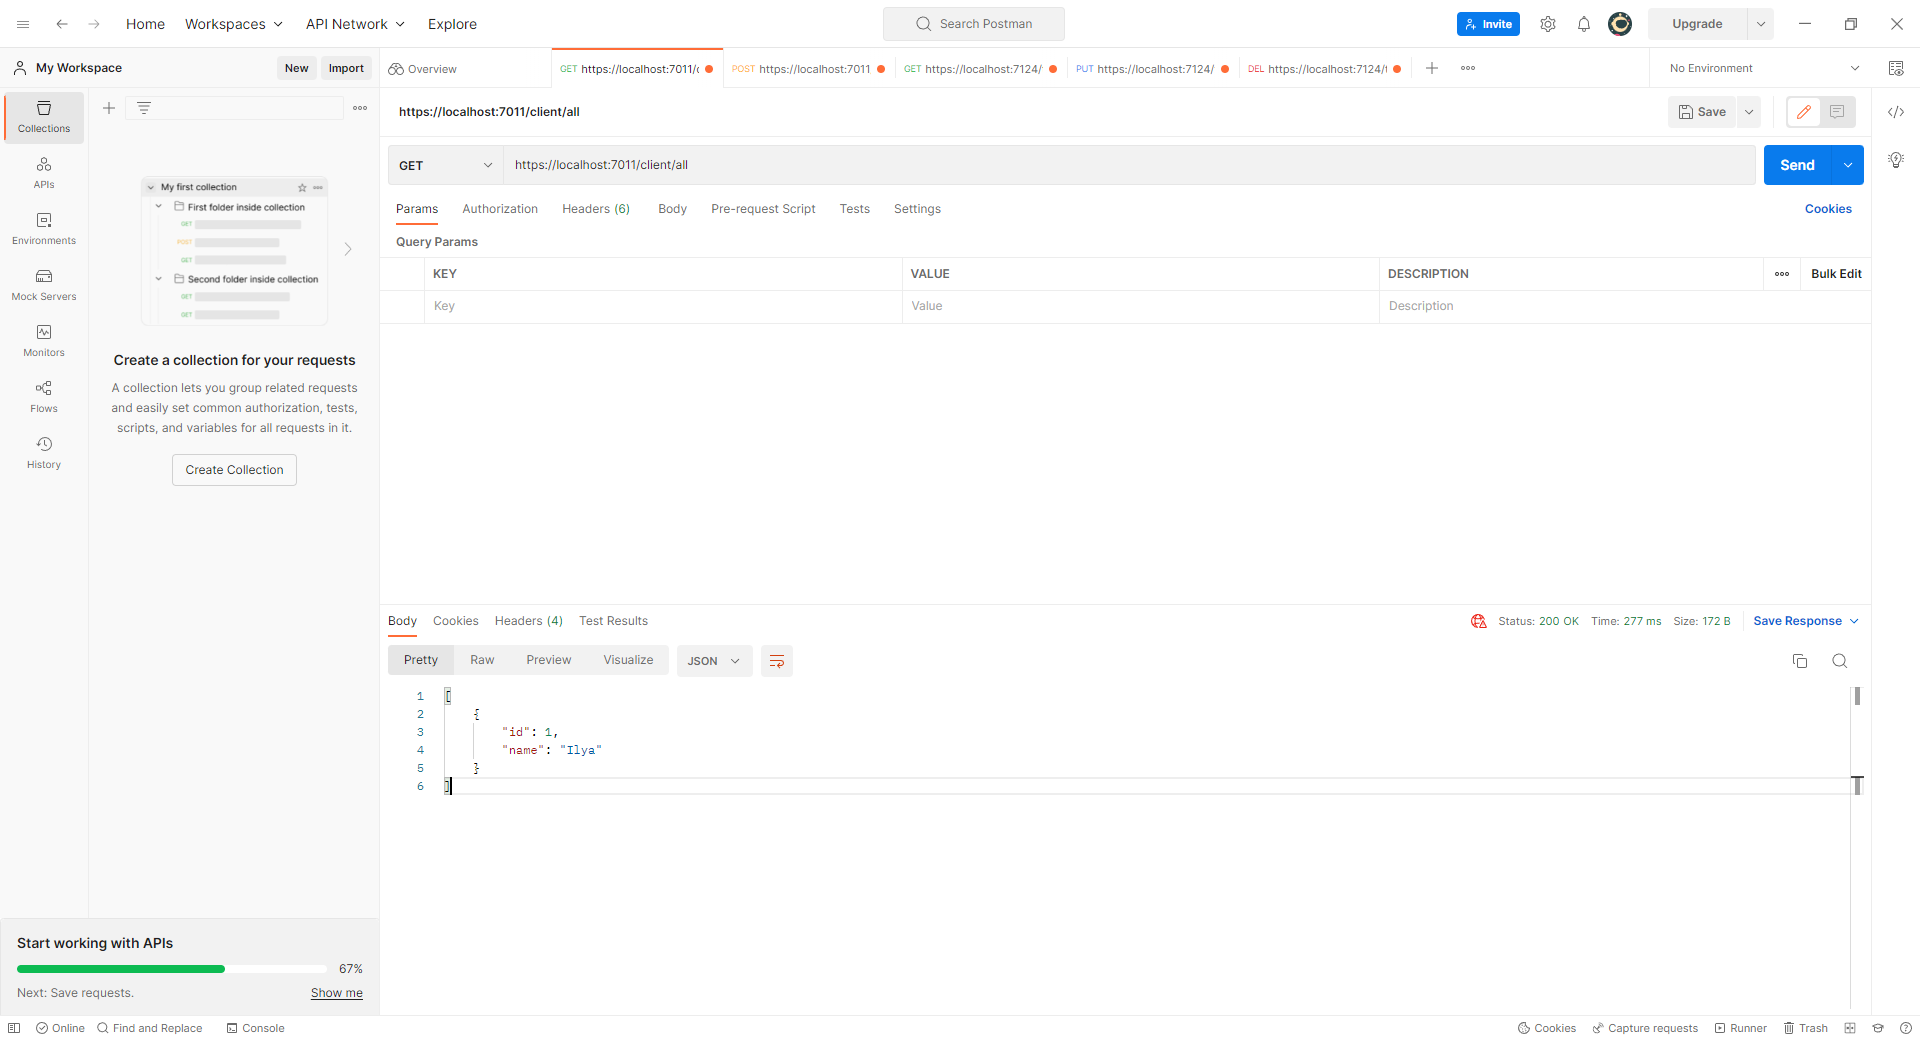 Home Workspaces API Network Explore Search Postman Invite Upgrade
My Workspace New Import Overview GET https://localhost:7011/c POST https://localhost:7011 GET https://localhost:7124/ PUT https://localhost:7124/ DEL https://localhost:7124/ No Environment
Collections
APIs
Environments
Mock Servers
Monitors
Flows
History
My first collection
First folder inside collection
GET
POST
GET
Second folder inside collection
GET
GET
Create a collection for your requests
A collection lets you group related requests
and easily set common authorization, tests,
scripts, and variables for all requests in it.
Create Collection
Start working with APIs
67%
Next: Save requests. Show me
https://localhost:7011/client/all Save
GET https://localhost:7011/client/all Send
Params Authorization Headers (6) Body Pre-request Script Tests Settings Cookies
Query Params
KEY VALUE DESCRIPTION Bulk Edit
Key Value Description
Body Cookies Headers (4) Test Results Status: 200 OK Time: 277 ms Size: 172 B Save Response
Pretty Raw Preview Visualize JSON
1 [
2 {
3 "id": 1,
4 "name": "Ilya"
5 }
6 ]
Online Find and Replace Console Cookies Capture requests Runner Trash